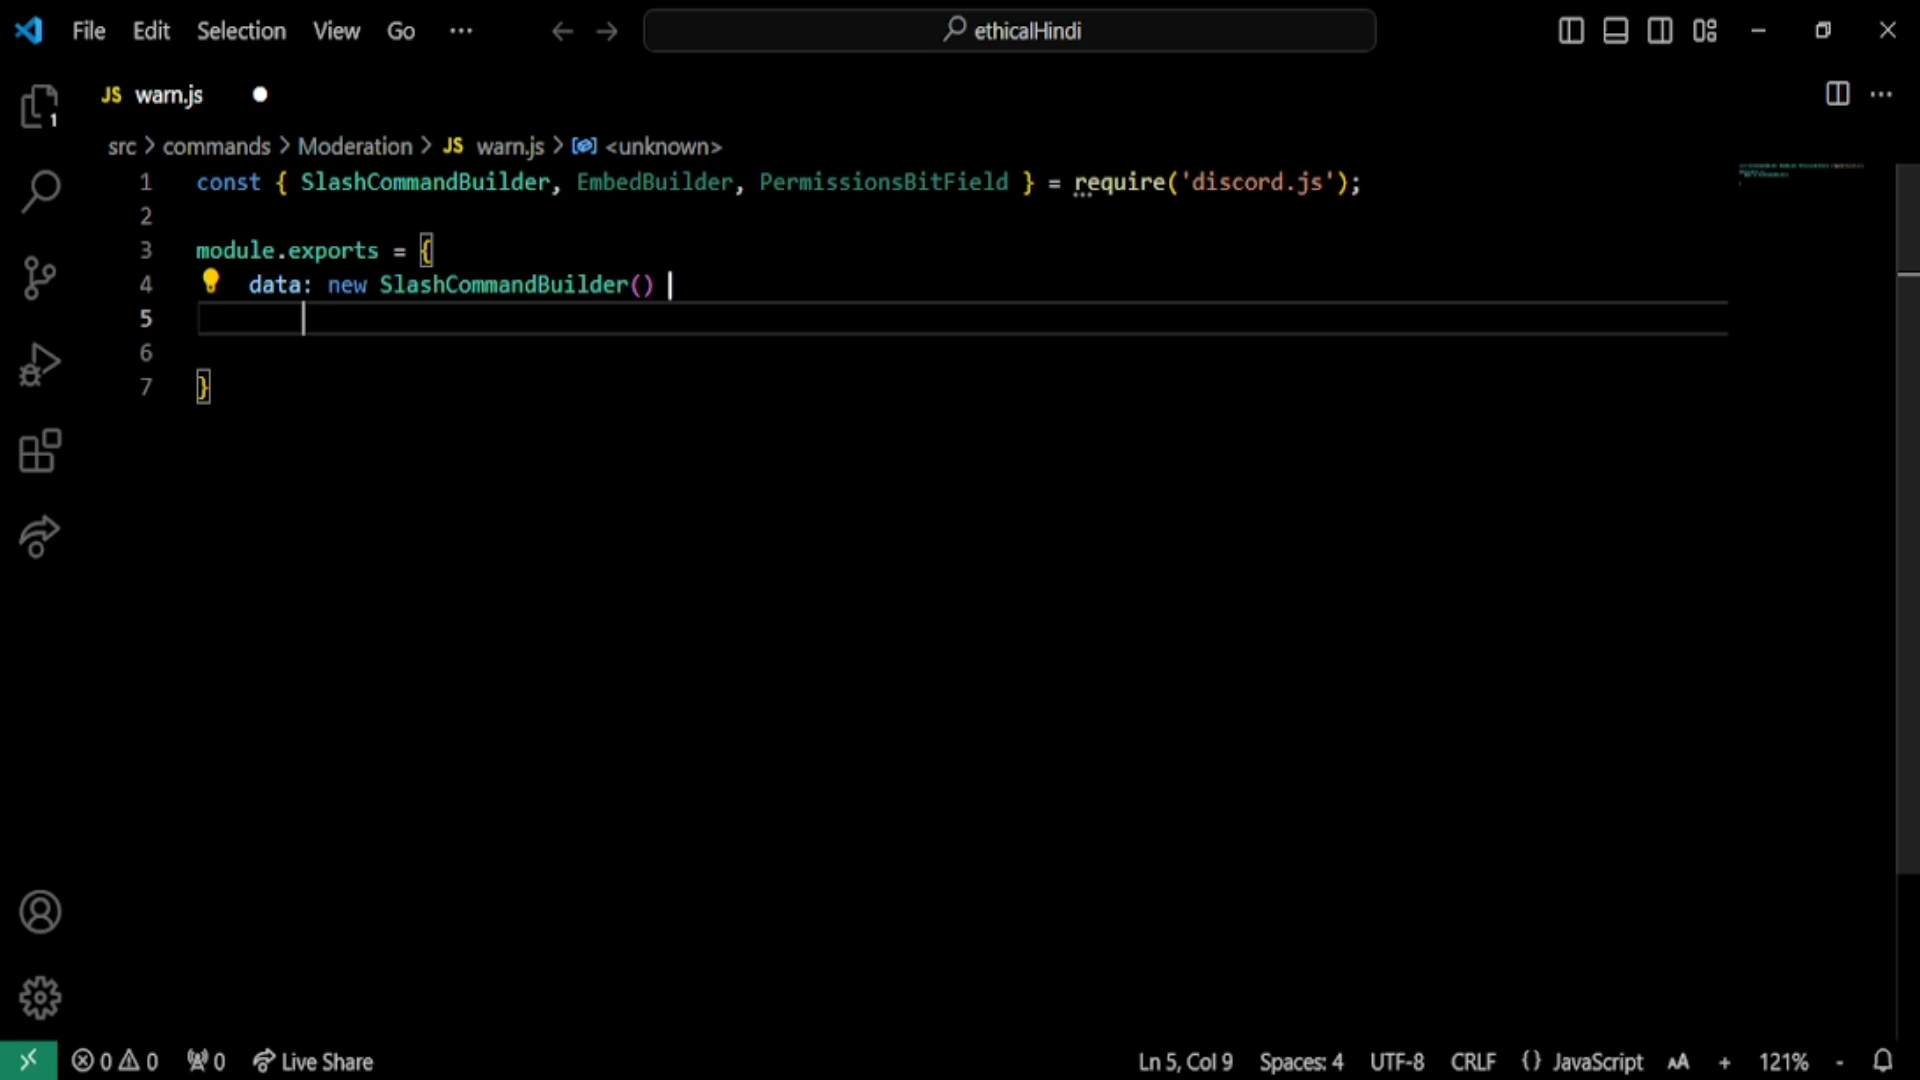 File Edit Selection View Go ··· ethicalHindi
JS warn.js
src > commands > Moderation > JS warn.js > <unknown>
1 const { SlashCommandBuilder, EmbedBuilder, PermissionsBitField } = require('discord.js');
2
3 module.exports = {
4 data: new SlashCommandBuilder()
5
6
7 }
1
0 0 0 Live Share Ln 5, Col 9 Spaces: 4 UTF-8 CRLF {} JavaScript AA + 121% -